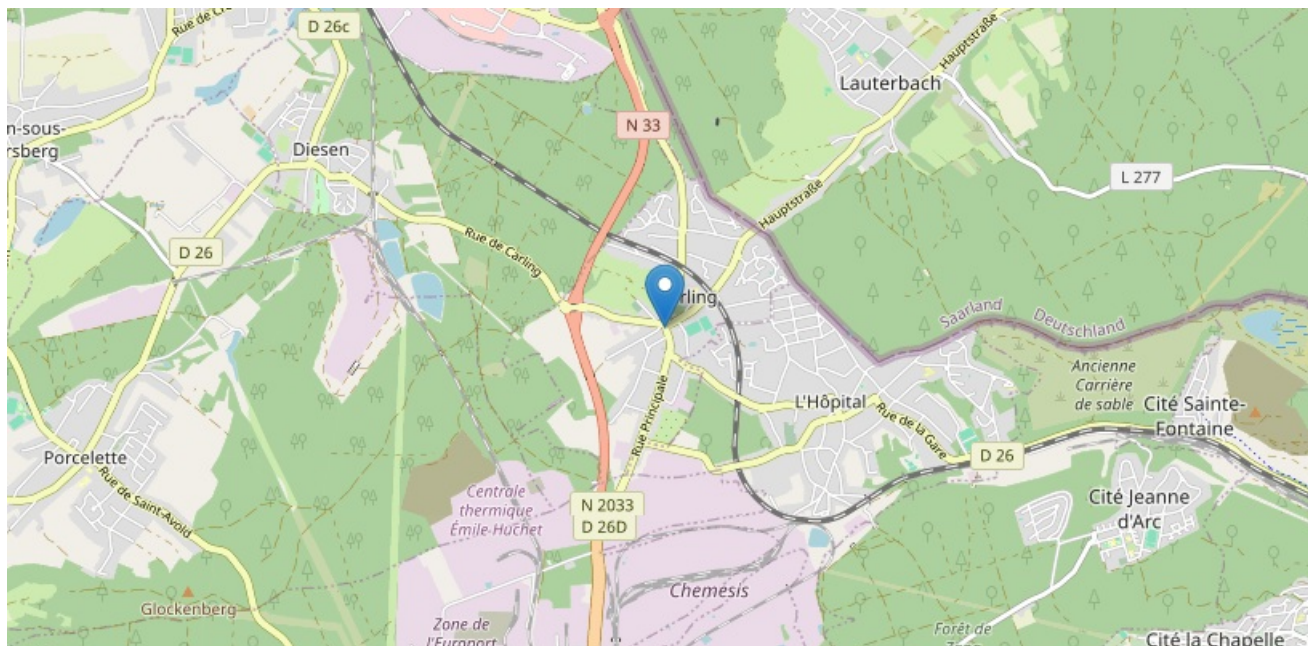 Rue de Cr
D 26c
Hauptstraße
Lauterbach
N 33
n-sous-
rsberg
Diesen
L 277
Hauptstraße
D 26
Rue de Carling
rling
Saarland
Deutschland
Ancienne
Carrière
de sable
L'Hôpital
Rue Principale
Cité Sainte-
Fontaine
Rue de la Gare
D 26
Porcelette
Rue de Saint-Avold
Centrale
thermique
Émile-Huchet
N 2033
D 26D
Cité Jeanne
d'Arc
Chemesis
Glockenberg
Zone de
l'Europort
Forêt de
Cité la Chapelle